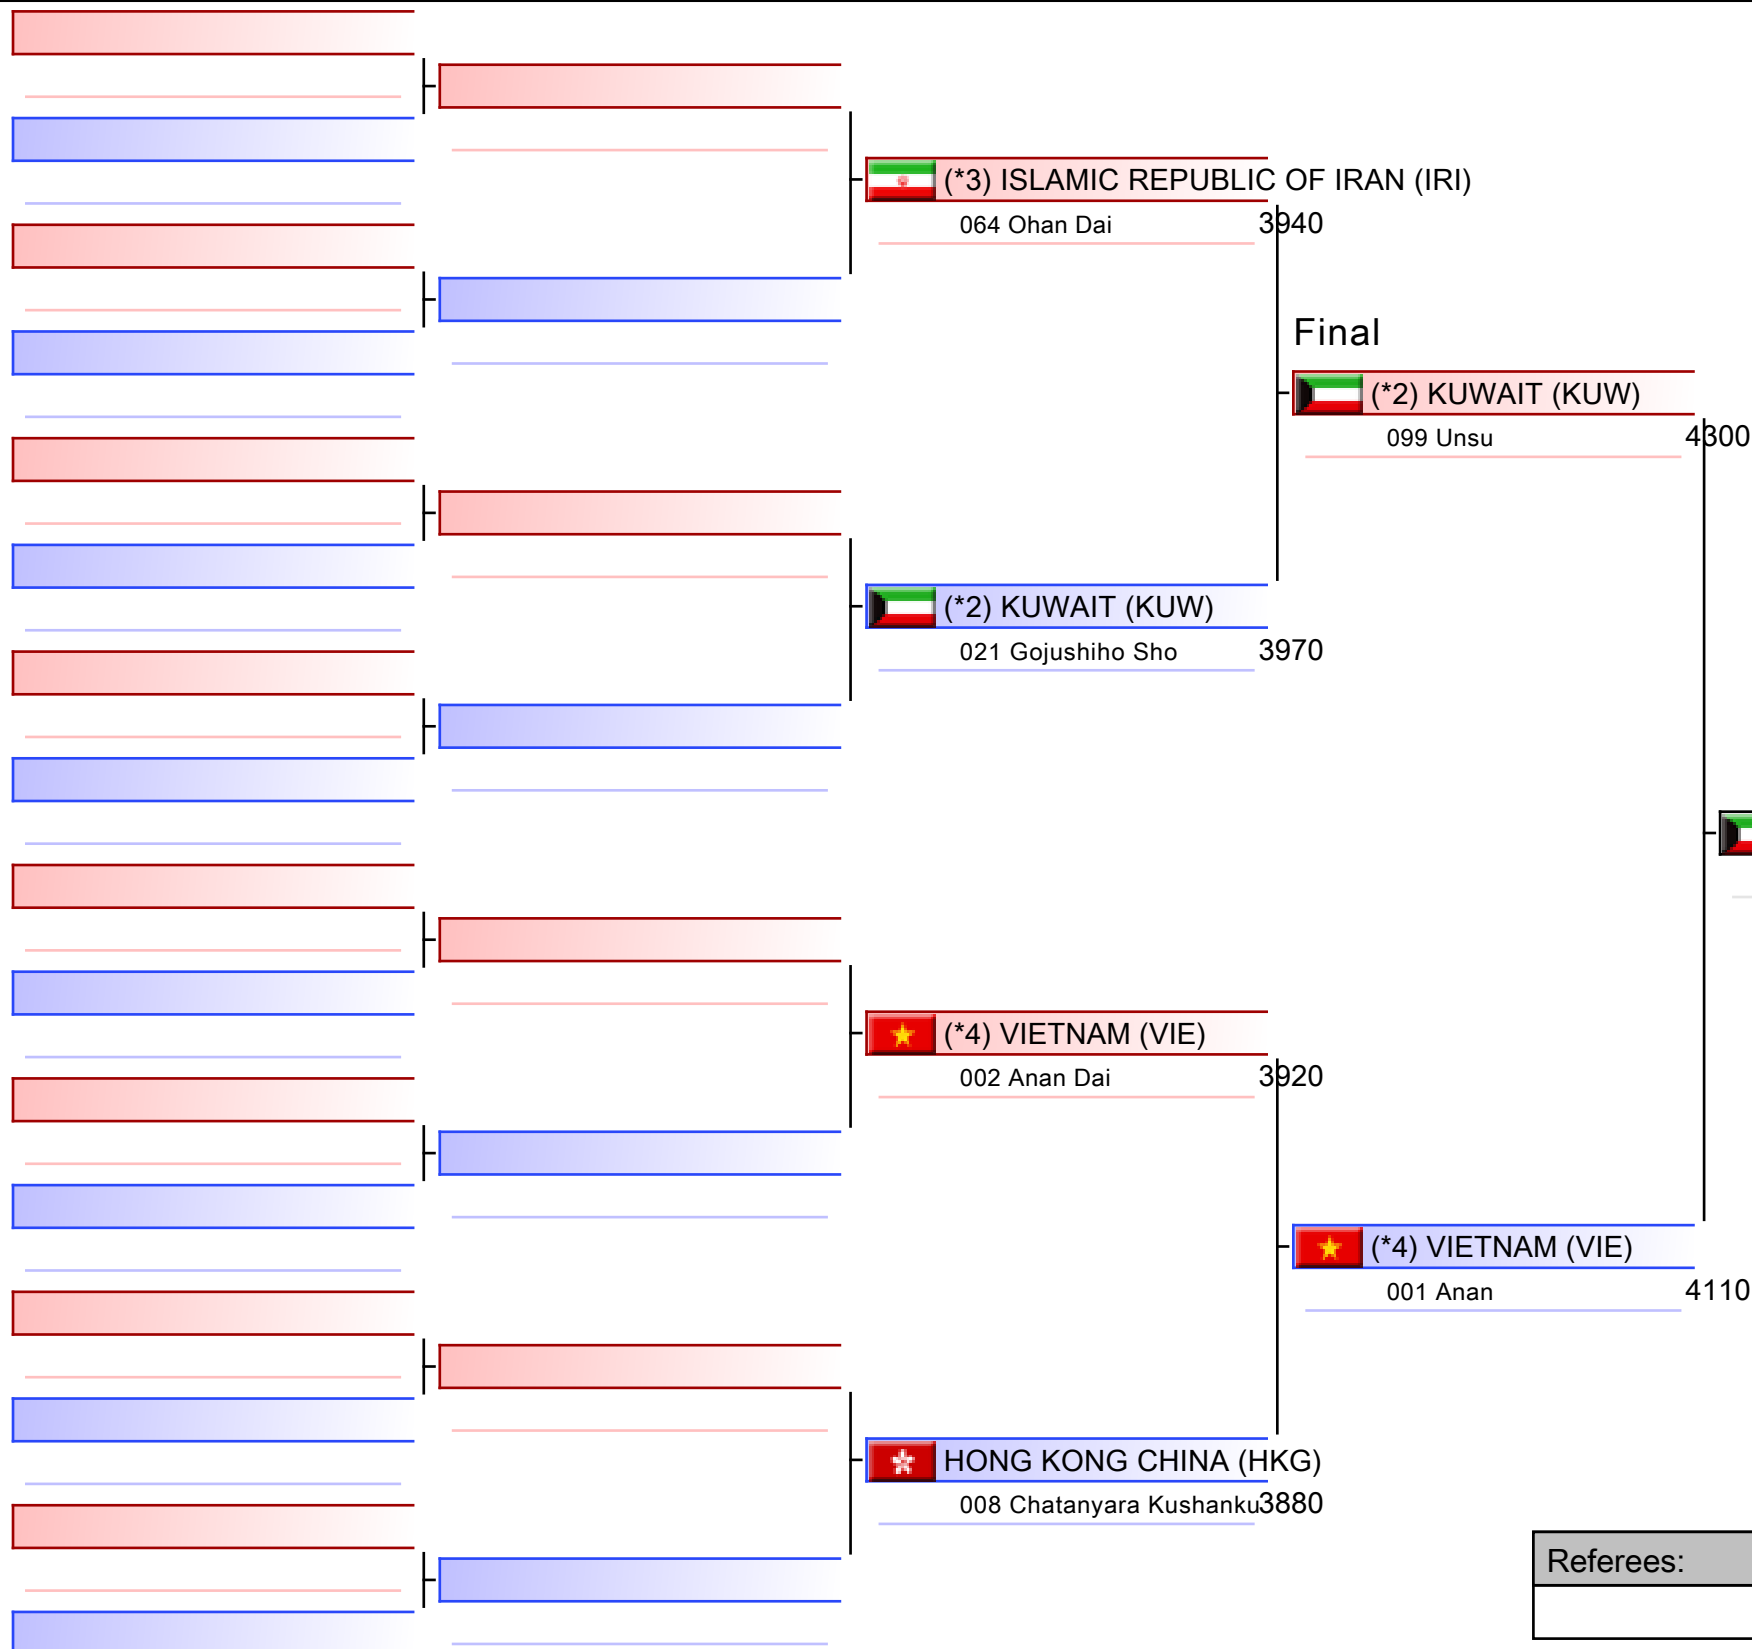 (*3) ISLAMIC REPUBLIC OF IRAN (IRI)
064 Ohan Dai 3940
Final
(*2) KUWAIT (KUW)
099 Unsu 4300
(*2) KUWAIT (KUW)
021 Gojushiho Sho 3970
(*4) VIETNAM (VIE)
002 Anan Dai 3920
(*4) VIETNAM (VIE)
001 Anan 4110
HONG KONG CHINA (HKG)
008 Chatanyara Kushanku 3880
Referees: